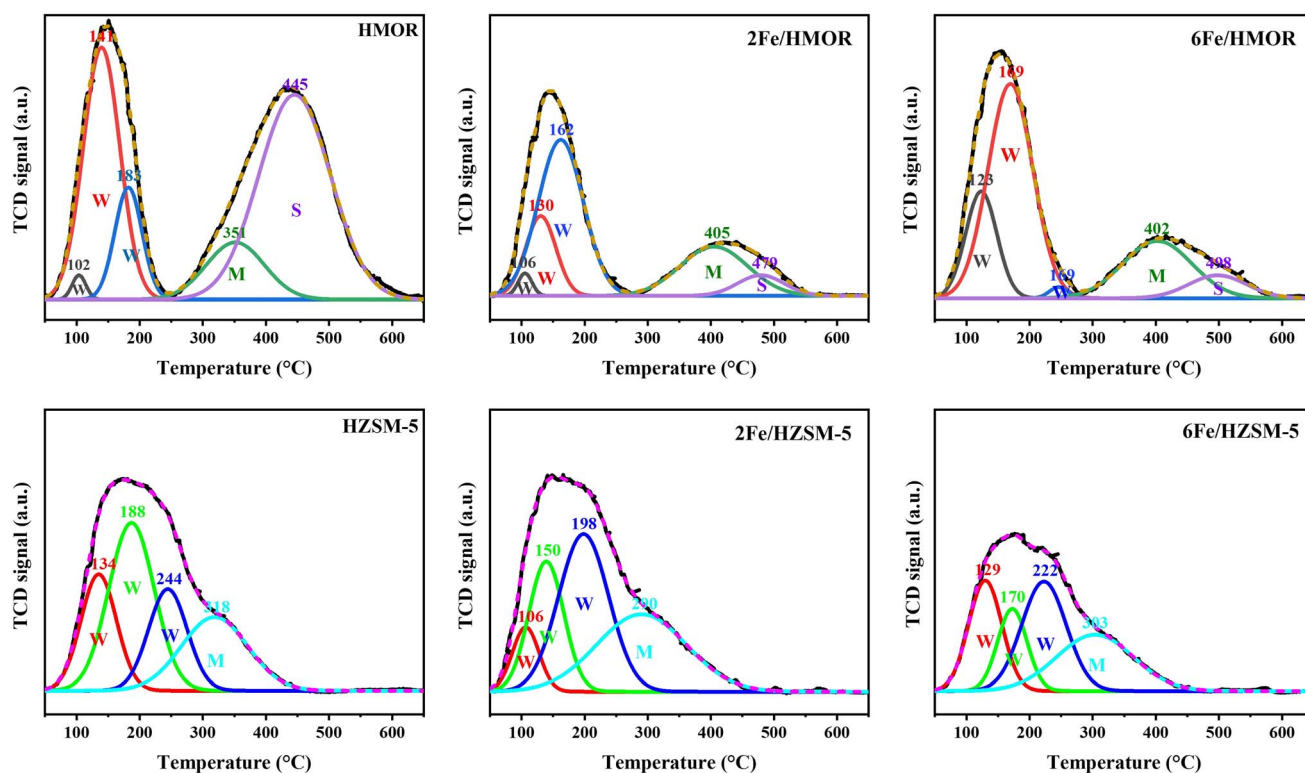 HMOR
TCD signal (a.u.)
141
183
102
W
W
W
351
M
445
S
100 200 300 400 500 600
Temperature (°C)
2Fe/HMOR
TCD signal (a.u.)
162
130
W
106
W
W
405
M
479
S
100 200 300 400 500 600
Temperature (°C)
6Fe/HMOR
TCD signal (a.u.)
169
W
123
W
169
W
402
M
498
S
100 200 300 400 500 600
Temperature (°C)
HZSM-5
TCD signal (a.u.)
188
134
W
244
W
W
318
M
100 200 300 400 500 600
Temperature (°C)
2Fe/HZSM-5
TCD signal (a.u.)
198
150
W
106
W
W
290
M
100 200 300 400 500 600
Temperature (°C)
6Fe/HZSM-5
TCD signal (a.u.)
129
222
170
W
W
W
303
M
100 200 300 400 500 600
Temperature (°C)